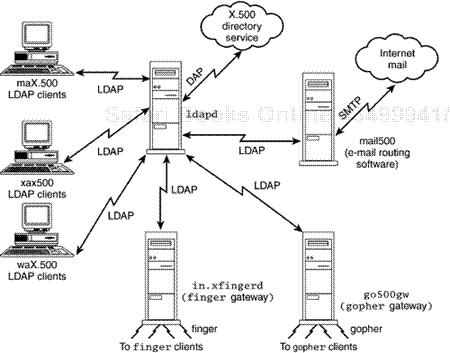 X.500
directory
service
Internet
mail
maX.500
LDAP clients
LDAP
DAP
ldapd
SMTP
LDAP
LDAP
mail500
(e-mail routing
software)
xax500
LDAP clients
LDAP
LDAP
LDAP
waX.500
LDAP clients
in.xfingerd
(finger gateway)
go500gw
(gopher gateway)
finger
gopher
To finger clients
To gopher clients